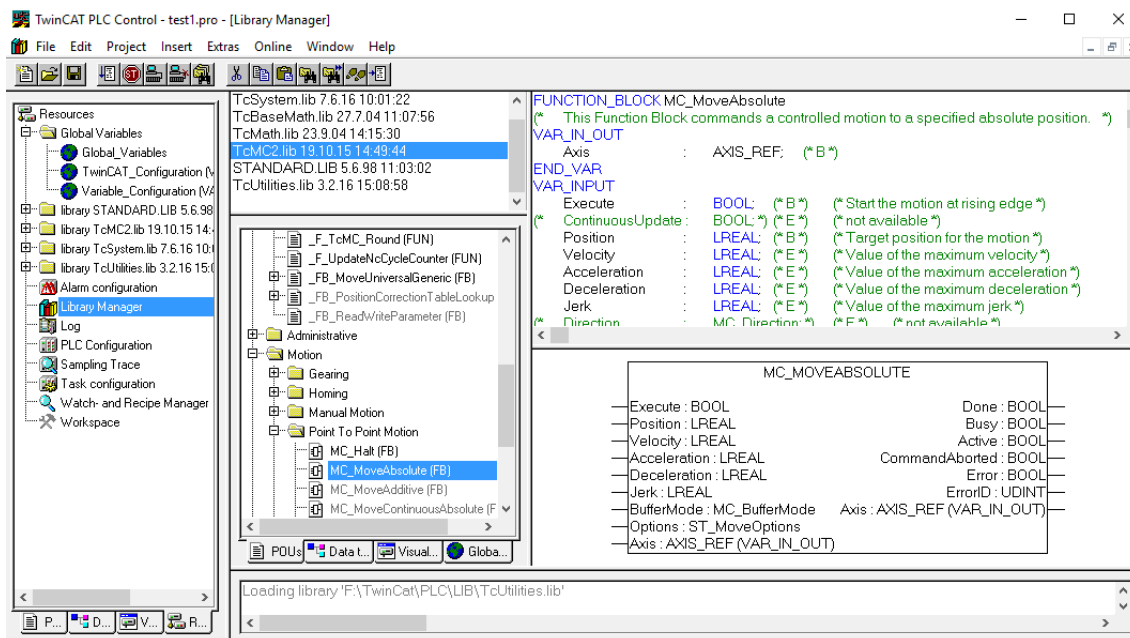 TwinCAT PLC Control - test1.pro - [Library Manager]
File Edit Project Insert Extras Online Window Help
Resources
Global Variables
Global_Variables
TwinCAT_Configuration (V
Variable_Configuration (VA
library STANDARD.LIB 5.6.98
library TcMC2.lib 19.10.15 14:
library TcSystem.lib 7.6.16 10:
library TcUtilities.lib 3.2.16 15:0
Alarm configuration
Library Manager
Log
PLC Configuration
Sampling Trace
Task configuration
Watch- and Recipe Manager
Workspace
P... D... V... R...
TcSystem.lib 7.6.16 10:01:22
TcBaseMath.lib 27.7.04 11:07:56
TcMath.lib 23.9.04 14:15:30
TcMC2.lib 19.10.15 14:49:44
STANDARD.LIB 5.6.98 11:03:02
TcUtilities.lib 3.2.16 15:08:58
_F_TcMC_Round (FUN)
_F_UpdateNcCycleCounter (FUN)
_FB_MoveUniversalGeneric (FB)
_FB_PositionCorrectionTableLookup
_FB_ReadWriteParameter (FB)
Administrative
Motion
Gearing
Homing
Manual Motion
Point To Point Motion
MC_Halt (FB)
MC_MoveAbsolute (FB)
MC_MoveAdditive (FB)
MC_MoveContinuousAbsolute (F
POUs Data t... Visual... Globa...
FUNCTION_BLOCK MC_MoveAbsolute
(* This Function Block commands a controlled motion to a specified absolute position. *)
VAR_IN_OUT
Axis : AXIS_REF; (* B *)
END_VAR
VAR_INPUT
Execute : BOOL; (* B *) (* Start the motion at rising edge *)
(* ContinuousUpdate : BOOL; *) (* E *) (* not available *)
Position : LREAL; (* B *) (* Target position for the motion *)
Velocity : LREAL; (* E *) (* Value of the maximum velocity *)
Acceleration : LREAL; (* E *) (* Value of the maximum acceleration *)
Deceleration : LREAL; (* E *) (* Value of the maximum deceleration *)
Jerk : LREAL; (* E *) (* Value of the maximum jerk *)
(* Direction : MC_Direction; *) (* E *) (* not available *)
MC_MOVEABSOLUTE
Execute : BOOL Done : BOOL
Position : LREAL Busy : BOOL
Velocity : LREAL Active : BOOL
Acceleration : LREAL CommandAborted : BOOL
Deceleration : LREAL Error : BOOL
Jerk : LREAL ErrorID : UDINT
BufferMode : MC_BufferMode Axis : AXIS_REF (VAR_IN_OUT)
Options : ST_MoveOptions
Axis : AXIS_REF (VAR_IN_OUT)
Loading library 'F:\TwinCat\PLC\LIB\TcUtilities.lib'